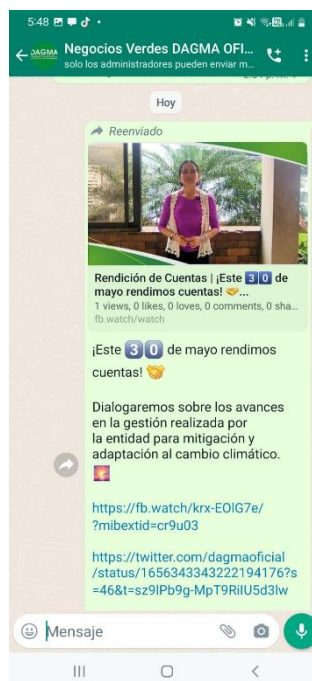 5:48
DAGMA
Negocios Verdes DAGMA OFI...
solo los administradores pueden enviar m...
Hoy
Reenviado
Rendición de Cuentas | ¡Este 3️⃣0️⃣ de
mayo rendimos cuentas! 🤝...
1 views, 0 likes, 0 loves, 0 comments, 0 sha...
fb.watch/watch
¡Este 3️⃣0️⃣ de mayo rendimos
cuentas! 🤝
Dialogaremos sobre los avances
en la gestión realizada por
la entidad para mitigación y
adaptación al cambio climático.
https://fb.watch/krx-EOlG7e/
?mibextid=cr9u03
https://twitter.com/dagmaoficial
/status/1656343343222194176?s
=46&t=sz9lPb9g-MpT9RiIU5d3lw
Mensaje